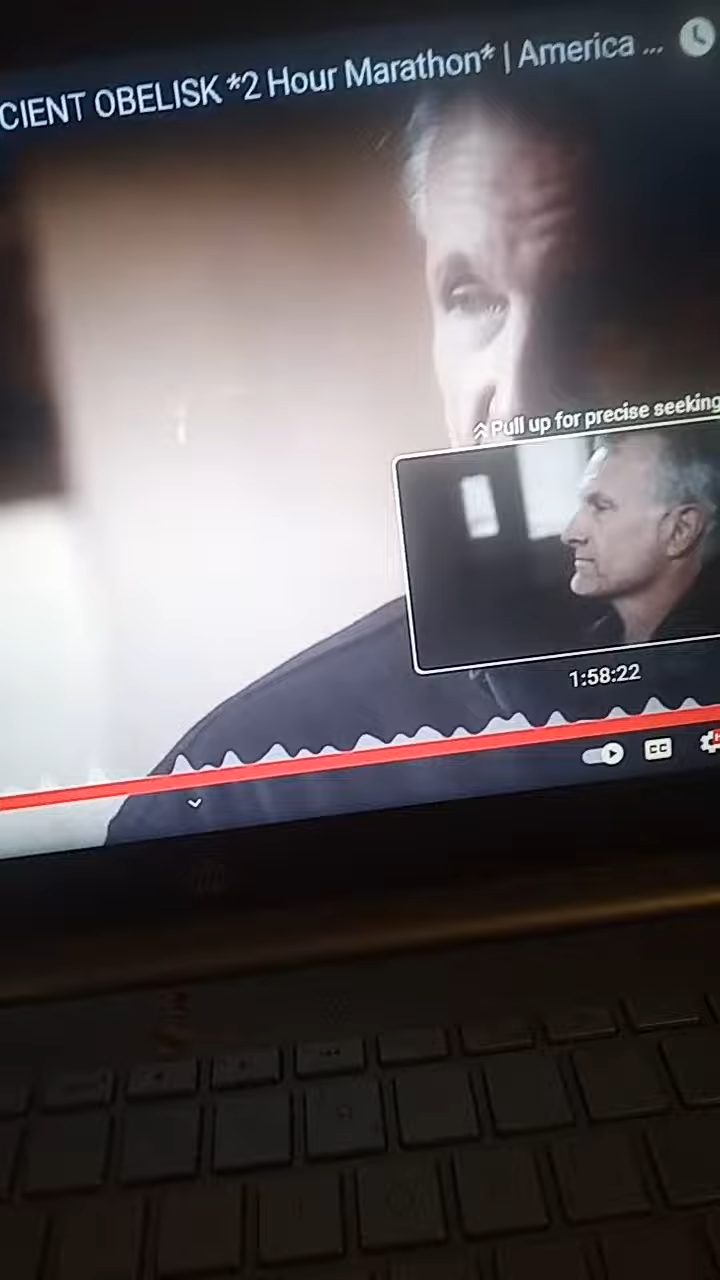 CIENT OBELISK *2 Hour Marathon* | America ...
Pull up for precise seeking
1:58:22
CC